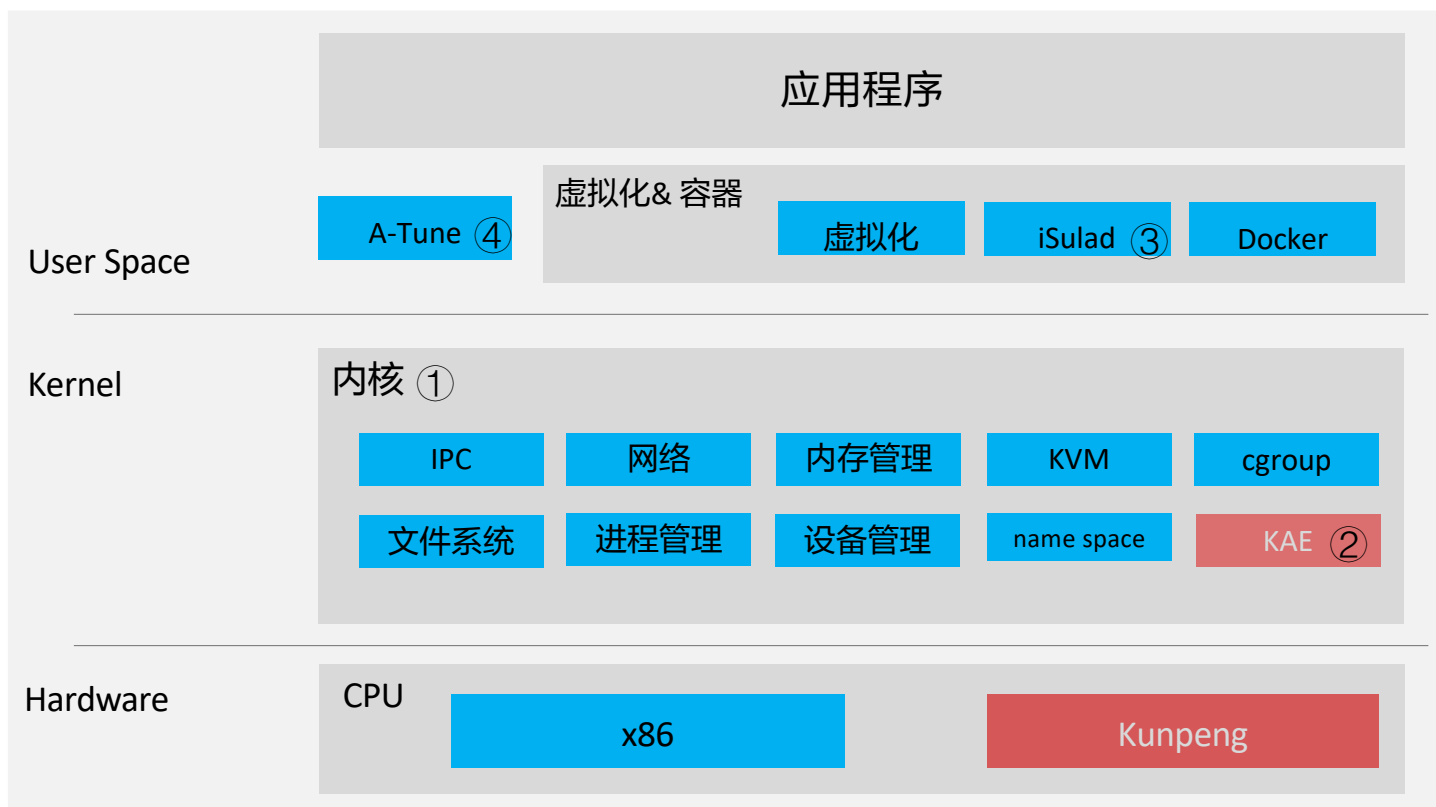 应用程序
虚拟化& 容器
A-Tune ④
虚拟化
iSulad ③
Docker
User Space
Kernel
内核 ①
IPC
网络
内存管理
KVM
cgroup
文件系统
进程管理
设备管理
name space
KAE ②
Hardware
CPU
x86
Kunpeng